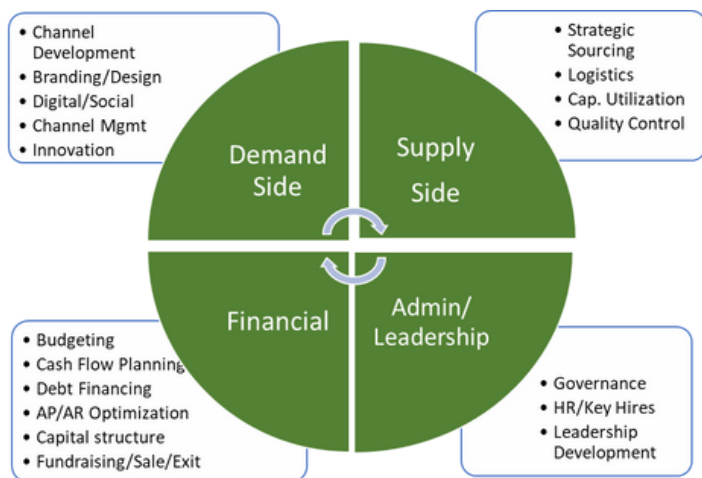 • Channel
Development
• Branding/Design
• Digital/Social
• Channel Mgmt
• Innovation
• Strategic
Sourcing
• Logistics
• Cap. Utilization
• Quality Control
Demand
Side
Supply
Side
Financial
Admin/
Leadership
• Budgeting
• Cash Flow Planning
• Debt Financing
• AP/AR Optimization
• Capital structure
• Fundraising/Sale/Exit
• Governance
• HR/Key Hires
• Leadership
Development